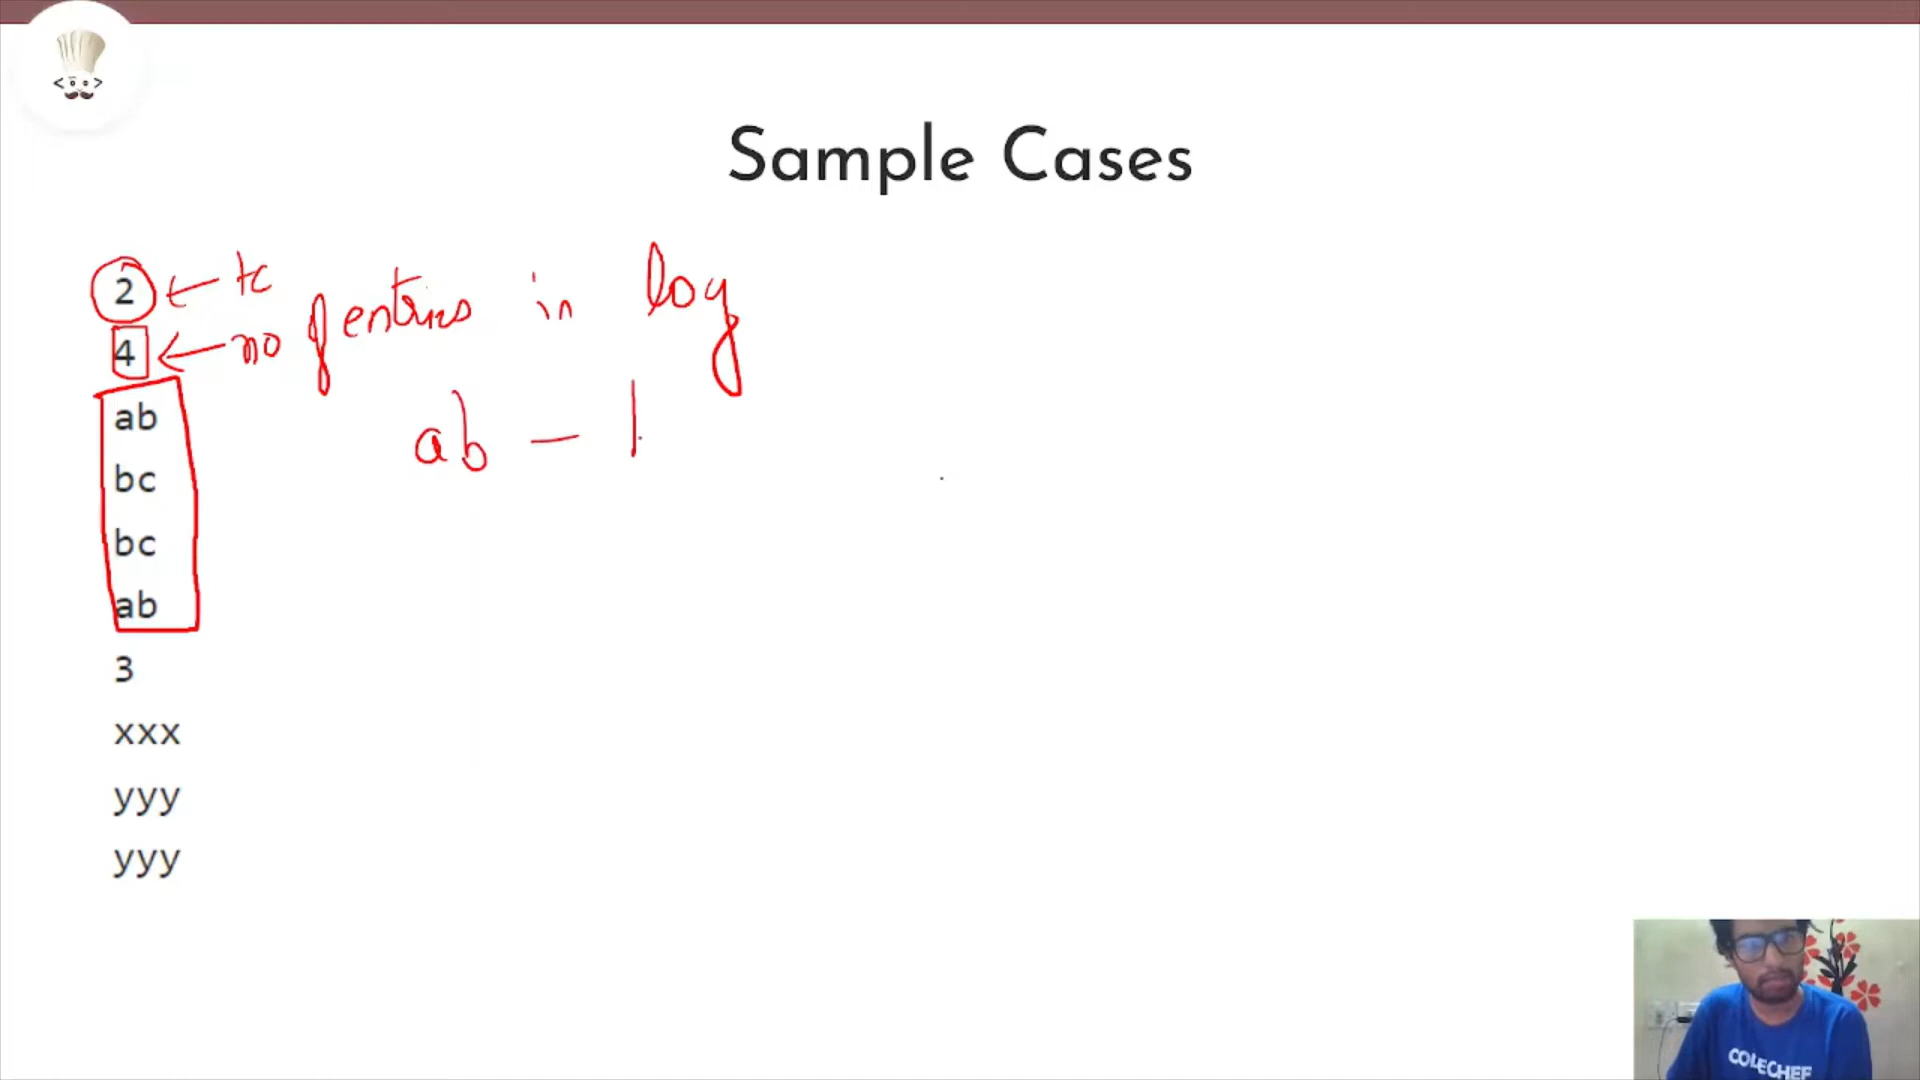 Sample Cases
2 ← tc
4 ← no of entries in log
ab
ab - 1
bc
bc
ab
3
xxx
yyy
yyy
CODECHEF